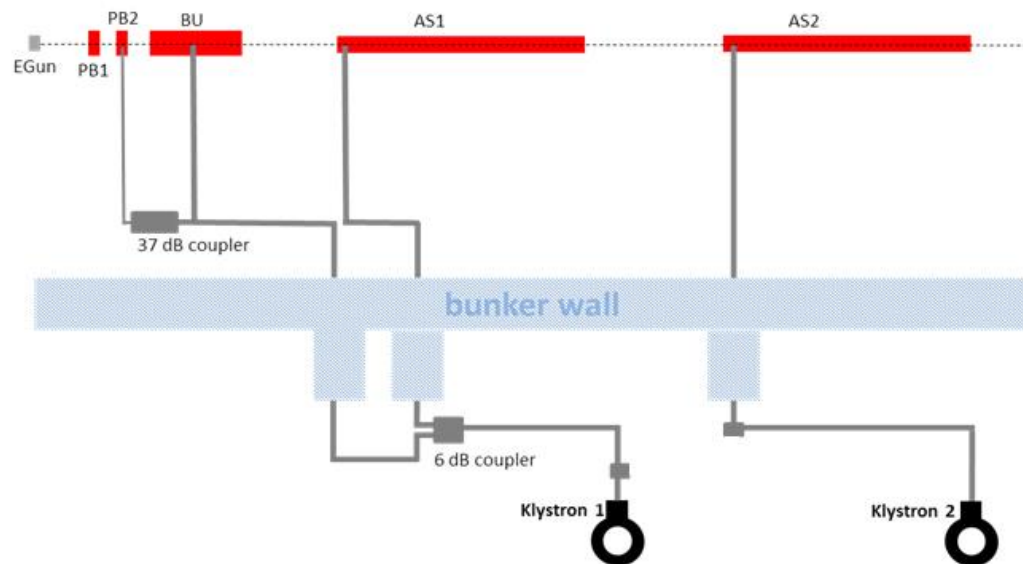 PB2
BU
AS1
AS2
EGun
PB1
37 dB coupler
bunker wall
6 dB coupler
Klystron 1
Klystron 2